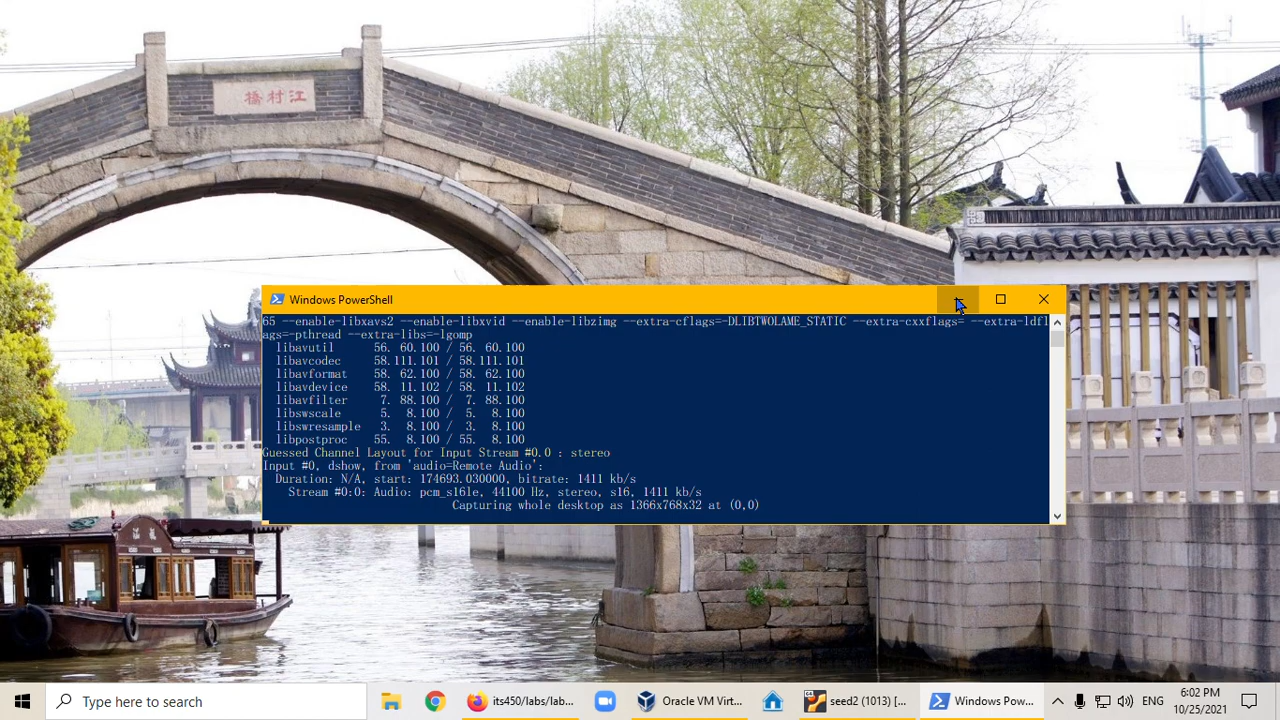 橋村江
Windows PowerShell
65 --enable-libxavs2 --enable-libxvid --enable-libzimg --extra-cflags=-DLIBTWOLAME_STATIC --extra-cxxflags= --extra-ldfl
ags=-pthread --extra-libs=-lgomp
libavutil 56. 60.100 / 56. 60.100
libavcodec 58.111.101 / 58.111.101
libavformat 58. 62.100 / 58. 62.100
libavdevice 58. 11.102 / 58. 11.102
libavfilter 7. 88.100 / 7. 88.100
libswscale 5. 8.100 / 5. 8.100
libswresample 3. 8.100 / 3. 8.100
libpostproc 55. 8.100 / 55. 8.100
Guessed Channel Layout for Input Stream #0.0 : stereo
Input #0, dshow, from 'audio=Remote Audio':
Duration: N/A, start: 174693.030000, bitrate: 1411 kb/s
Stream #0:0: Audio: pcm_s16le, 44100 Hz, stereo, s16, 1411 kb/s
Capturing whole desktop as 1366x768x32 at (0,0)
Type here to search
its450/labs/lab...
Oracle VM Virt...
seed2 (1013) [...
Windows Pow...
ENG
6:02 PM
10/25/2021